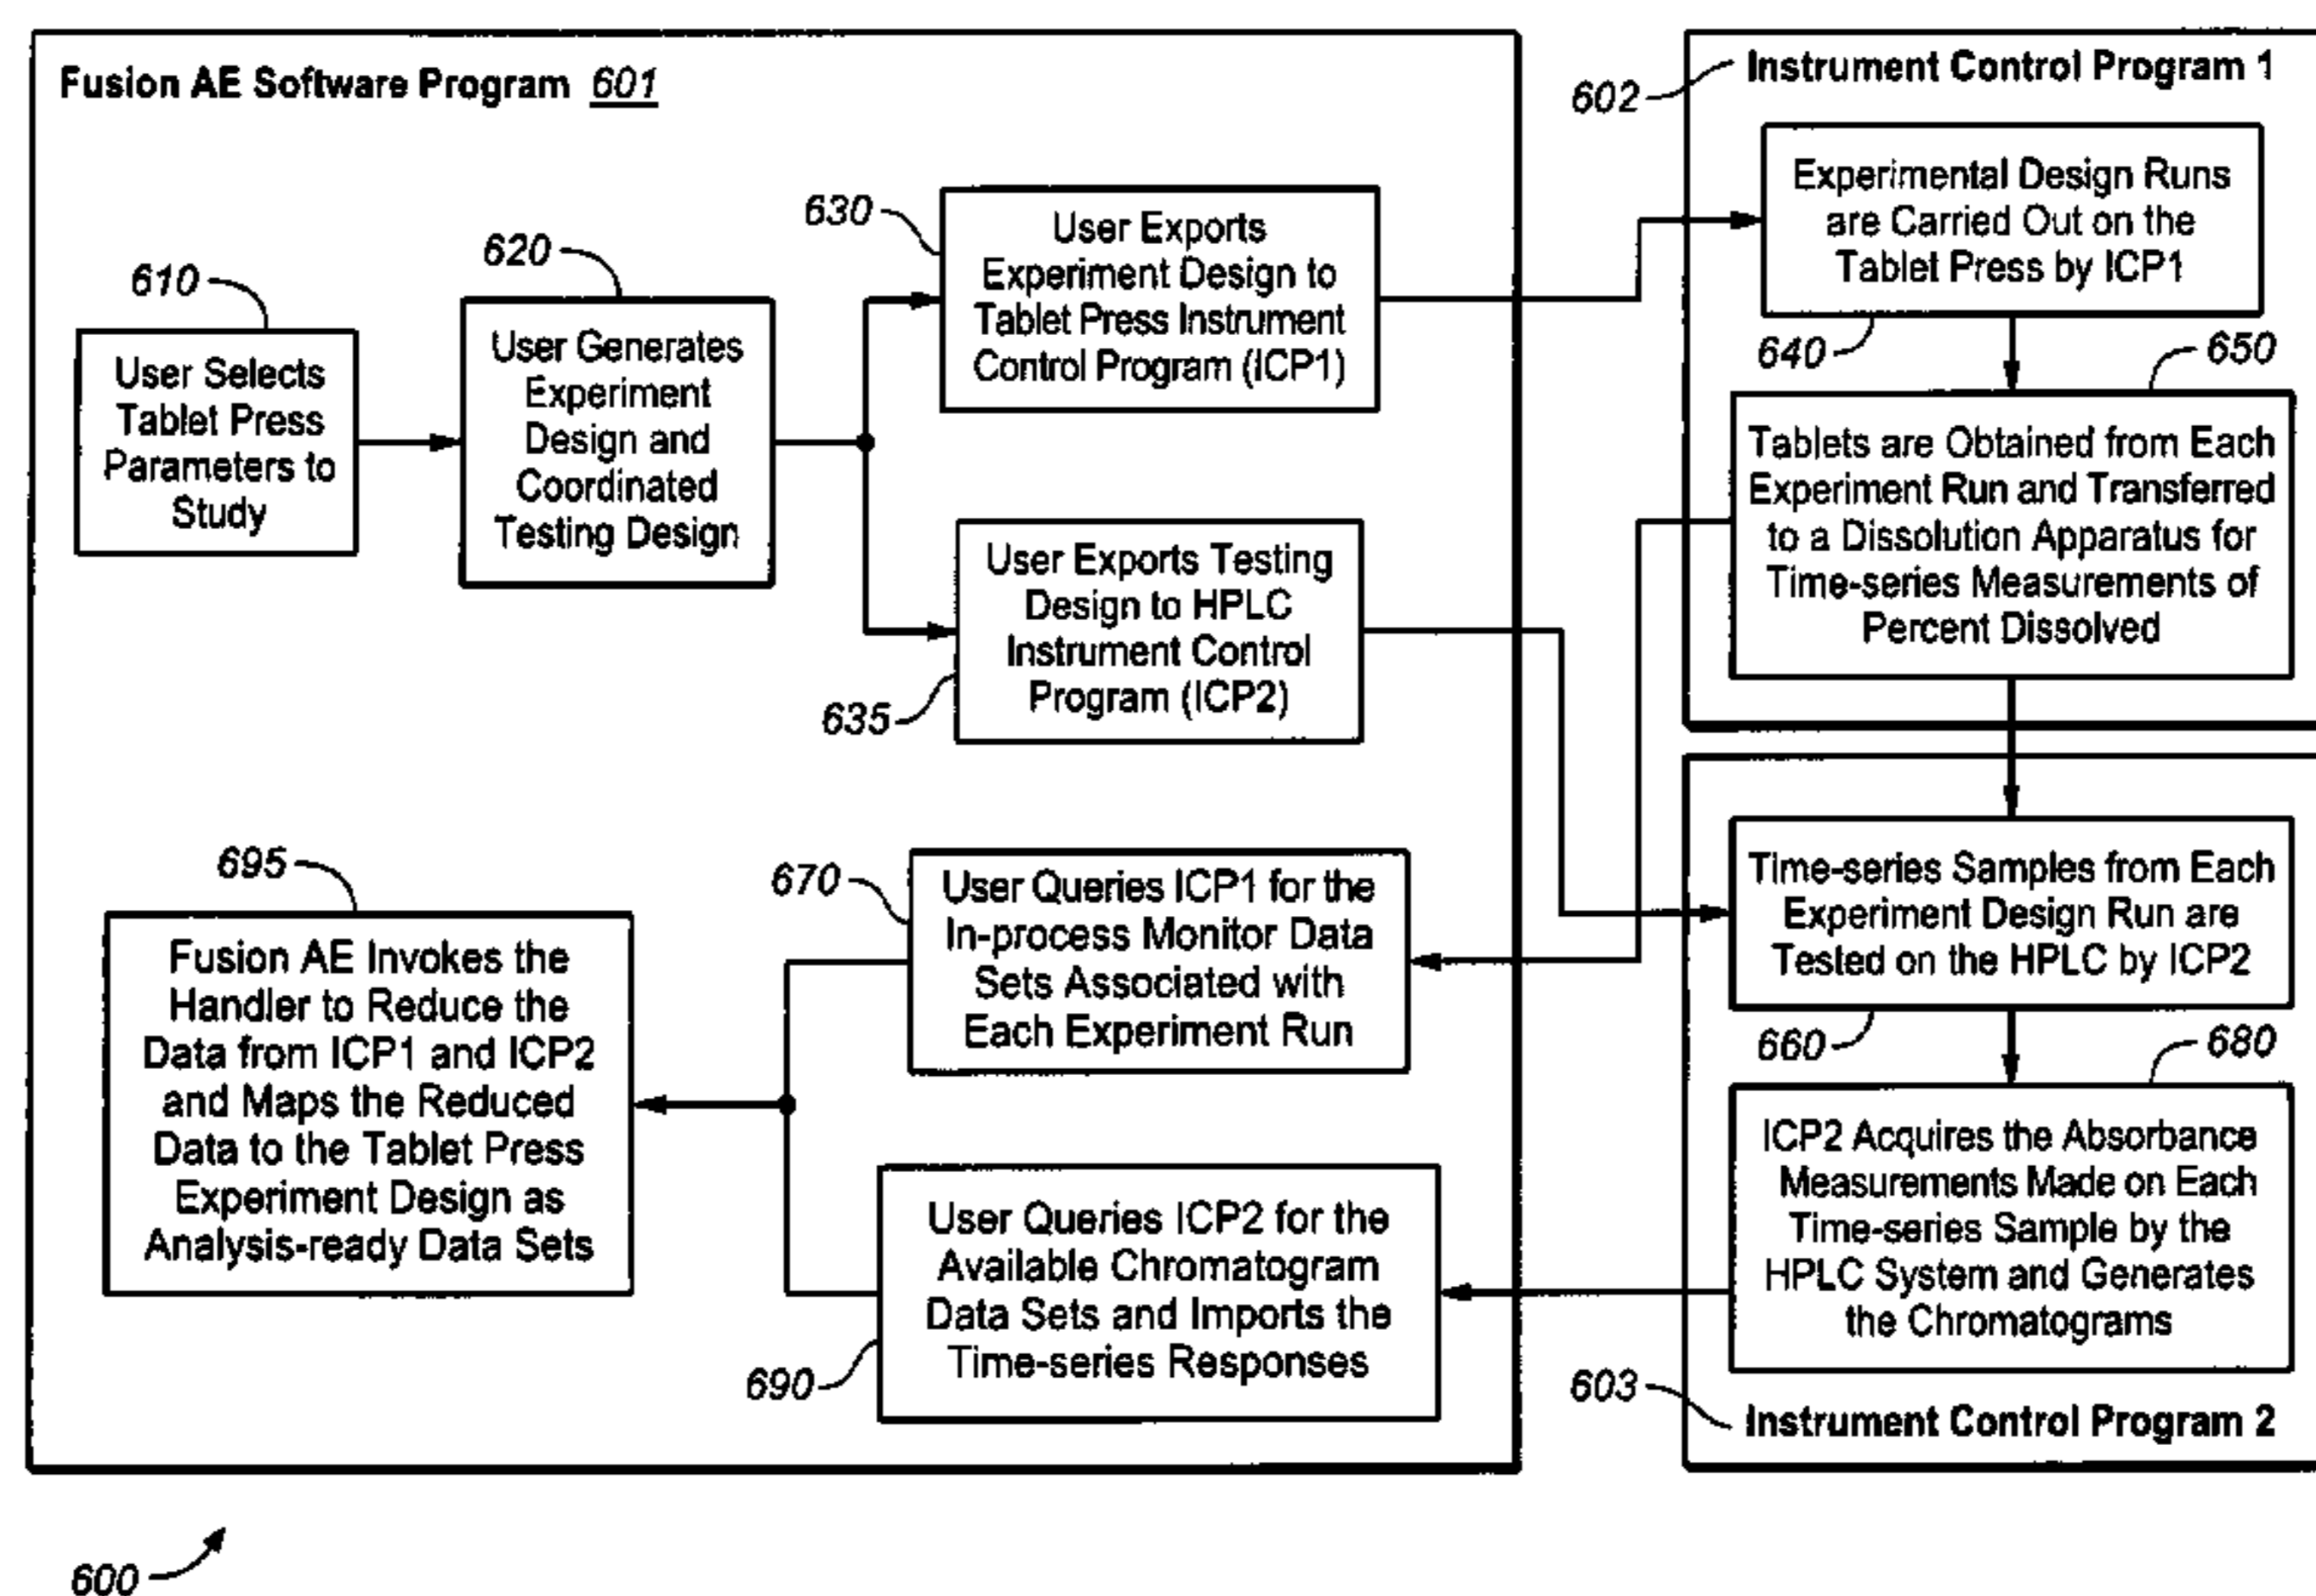 Fusion AE Software Program 601
610
User Selects
Tablet Press
Parameters to
Study
620
User Generates
Experiment
Design and
Coordinated
Testing Design
630
User Exports
Experiment Design to
Tablet Press Instrument
Control Program (ICP1)
User Exports Testing
Design to HPLC
Instrument Control
Program (ICP2)
635
602
Instrument Control Program 1
Experimental Design Runs
are Carried Out on the
Tablet Press by ICP1
640
650
Tablets are Obtained from Each
Experiment Run and Transferred
to a Dissolution Apparatus for
Time-series Measurements of
Percent Dissolved
Time-series Samples from Each
Experiment Design Run are
Tested on the HPLC by ICP2
660
680
ICP2 Acquires the Absorbance
Measurements Made on Each
Time-series Sample by the
HPLC System and Generates
the Chromatograms
603
Instrument Control Program 2
670
User Queries ICP1 for the
In-process Monitor Data
Sets Associated with
Each Experiment Run
User Queries ICP2 for the
Available Chromatogram
Data Sets and Imports the
Time-series Responses
690
695
Fusion AE Invokes the
Handler to Reduce the
Data from ICP1 and ICP2
and Maps the Reduced
Data to the Tablet Press
Experiment Design as
Analysis-ready Data Sets
600